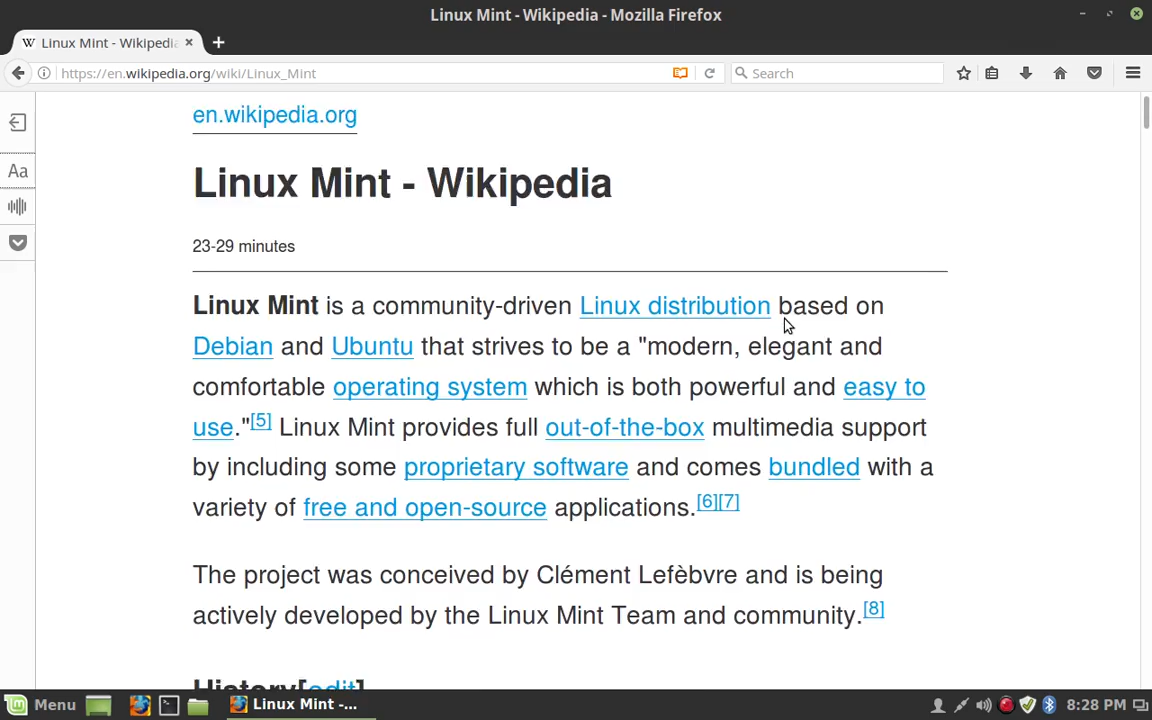 Linux Mint - Wikipedia - Mozilla Firefox
W Linux Mint - Wikipedia
https://en.wikipedia.org/wiki/Linux_Mint
Search
en.wikipedia.org
Linux Mint - Wikipedia
Aa
23-29 minutes
Linux Mint is a community-driven Linux distribution based on
Debian and Ubuntu that strives to be a "modern, elegant and
comfortable operating system which is both powerful and easy to
use."[5] Linux Mint provides full out-of-the-box multimedia support
by including some proprietary software and comes bundled with a
variety of free and open-source applications.[6][7]
The project was conceived by Clément Lefèbvre and is being
actively developed by the Linux Mint Team and community.[8]
History[edit]
Menu
Linux Mint -...
8:28 PM